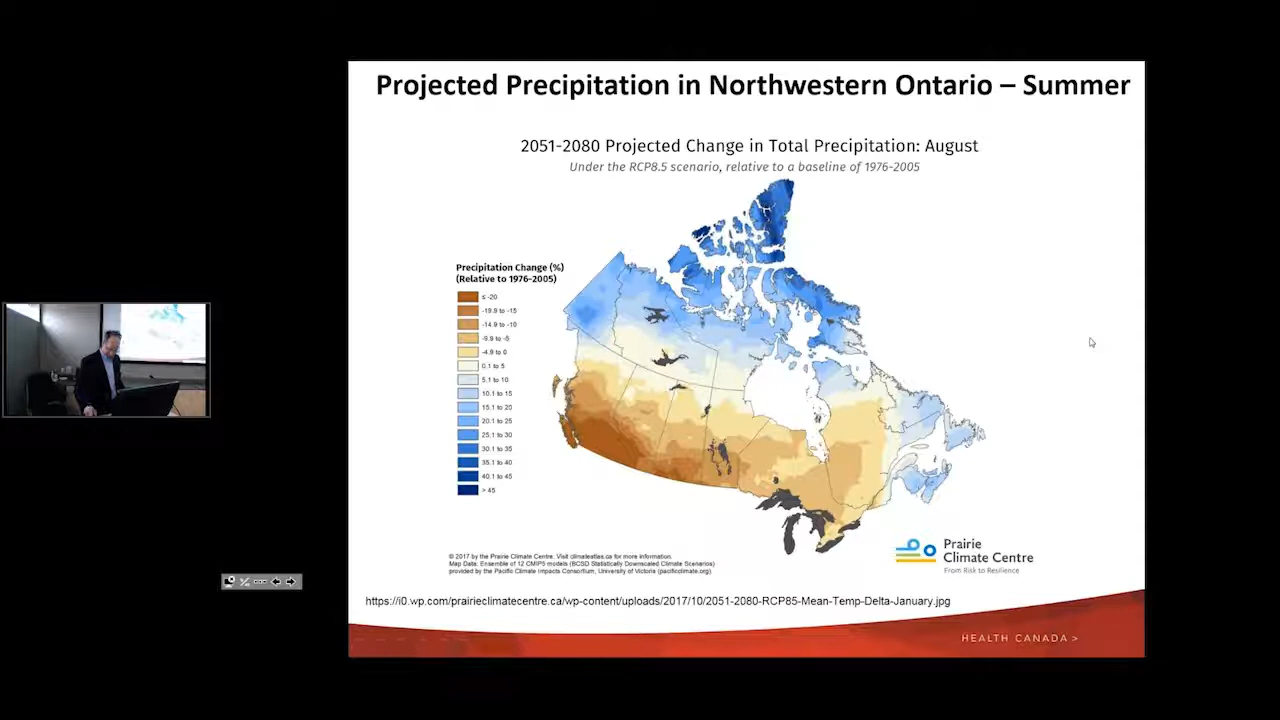 Projected Precipitation in Northwestern Ontario – Summer
2051-2080 Projected Change in Total Precipitation: August
Under the RCP8.5 scenario, relative to a baseline of 1976-2005
Precipitation Change (%)
(Relative to 1976-2005)
≤ -20
-19.9 to -15
-14.9 to -10
-9.9 to -5
-4.9 to 0
0.1 to 5
5.1 to 10
10.1 to 15
15.1 to 20
20.1 to 25
25.1 to 30
30.1 to 35
35.1 to 40
40.1 to 45
> 45
© 2017 by the Prairie Climate Centre. Visit climateatlas.ca for more information.
Map Data: Ensemble of 12 CMIP5 models (BCSD Statistically Downscaled Climate Scenarios)
provided by the Pacific Climate Impacts Consortium, University of Victoria (pacificclimate.org)
Prairie
Climate Centre
From Risk to Resilience
https://i0.wp.com/prairieclimatecentre.ca/wp-content/uploads/2017/10/2051-2080-RCP85-Mean-Temp-Delta-January.jpg
HEALTH CANADA >